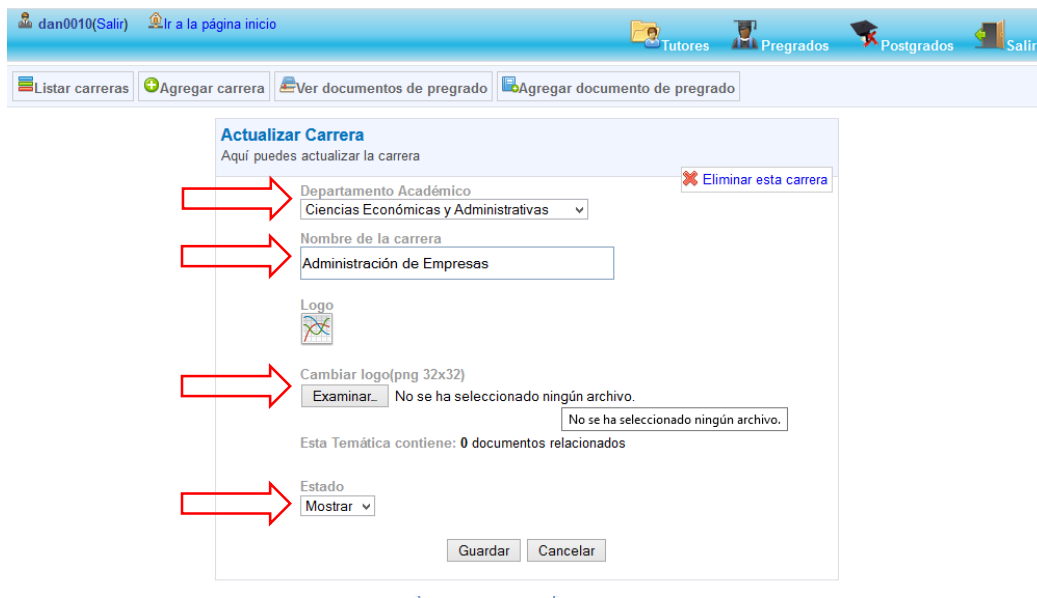 dan0010(Salir) Ir a la página inicio
Tutores Pregrados Postgrados Salir
Listar carreras Agregar carrera Ver documentos de pregrado Agregar documento de pregrado
Actualizar Carrera
Aquí puedes actualizar la carrera
Eliminar esta carrera
Departamento Académico
Ciencias Económicas y Administrativas
Nombre de la carrera
Administración de Empresas
Logo
Cambiar logo(png 32x32)
Examinar... No se ha seleccionado ningún archivo.
No se ha seleccionado ningún archivo.
Esta Temática contiene: 0 documentos relacionados
Estado
Mostrar
Guardar Cancelar